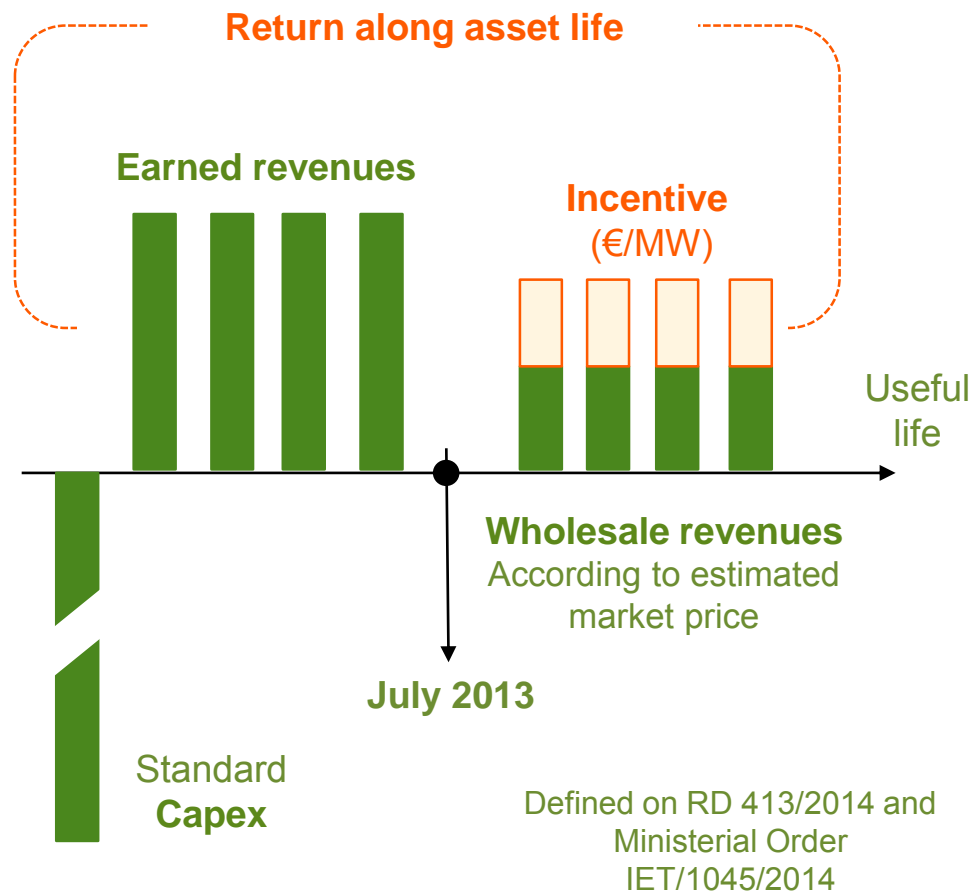 Return along asset life
Earned revenues
Incentive
(€/MW)
Useful
life
Wholesale revenues
According to estimated
market price
July 2013
Standard
Capex
Defined on RD 413/2014 and
Ministerial Order
IET/1045/2014